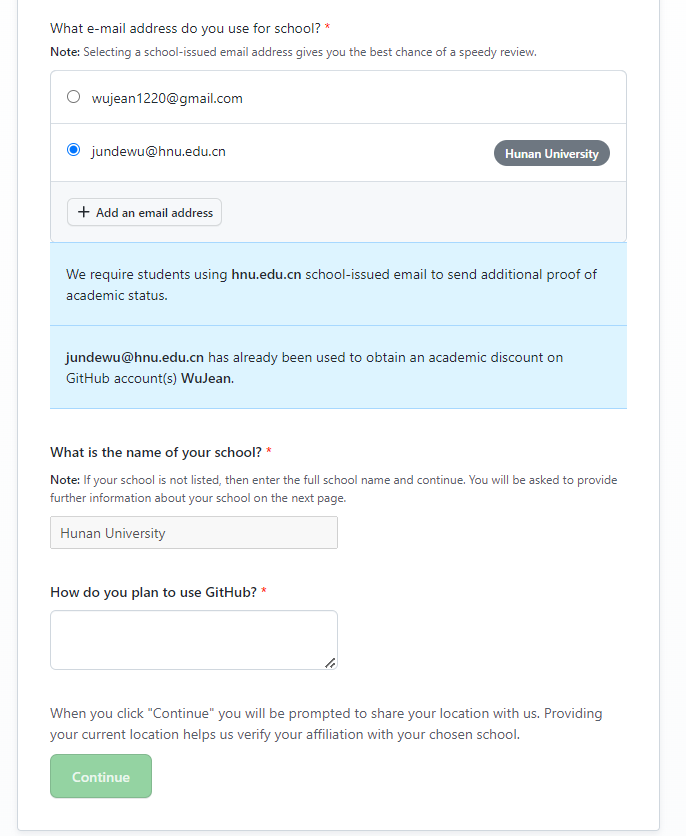 What e-mail address do you use for school? *
Note: Selecting a school-issued email address gives you the best chance of a speedy review.
wujean1220@gmail.com
jundewu@hnu.edu.cn Hunan University
+ Add an email address
We require students using hnu.edu.cn school-issued email to send additional proof of
academic status.
jundewu@hnu.edu.cn has already been used to obtain an academic discount on
GitHub account(s) WuJean.
What is the name of your school? *
Note: If your school is not listed, then enter the full school name and continue. You will be asked to provide
further information about your school on the next page.
Hunan University
How do you plan to use GitHub? *
When you click "Continue" you will be prompted to share your location with us. Providing
your current location helps us verify your affiliation with your chosen school.
Continue